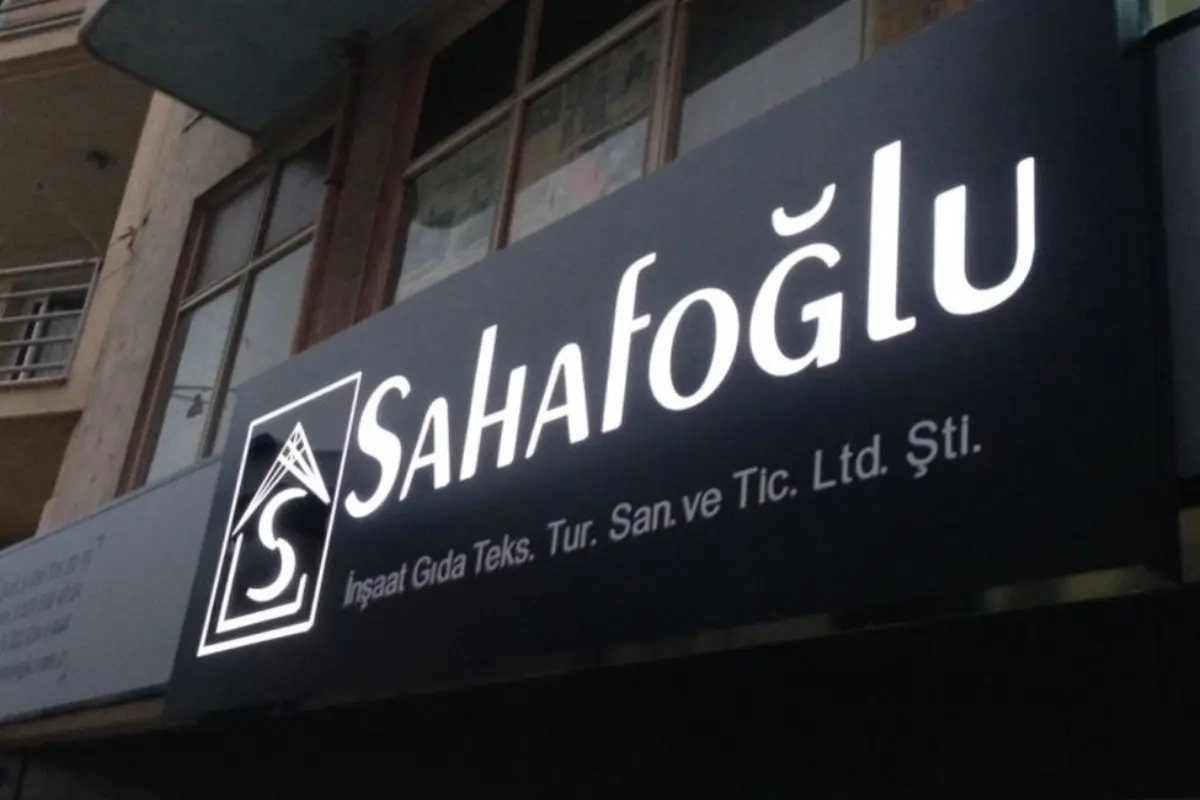 Sahafoğlu
S
İnşaat Gıda Teks. Tur. San. ve Tic. Ltd. Şti.